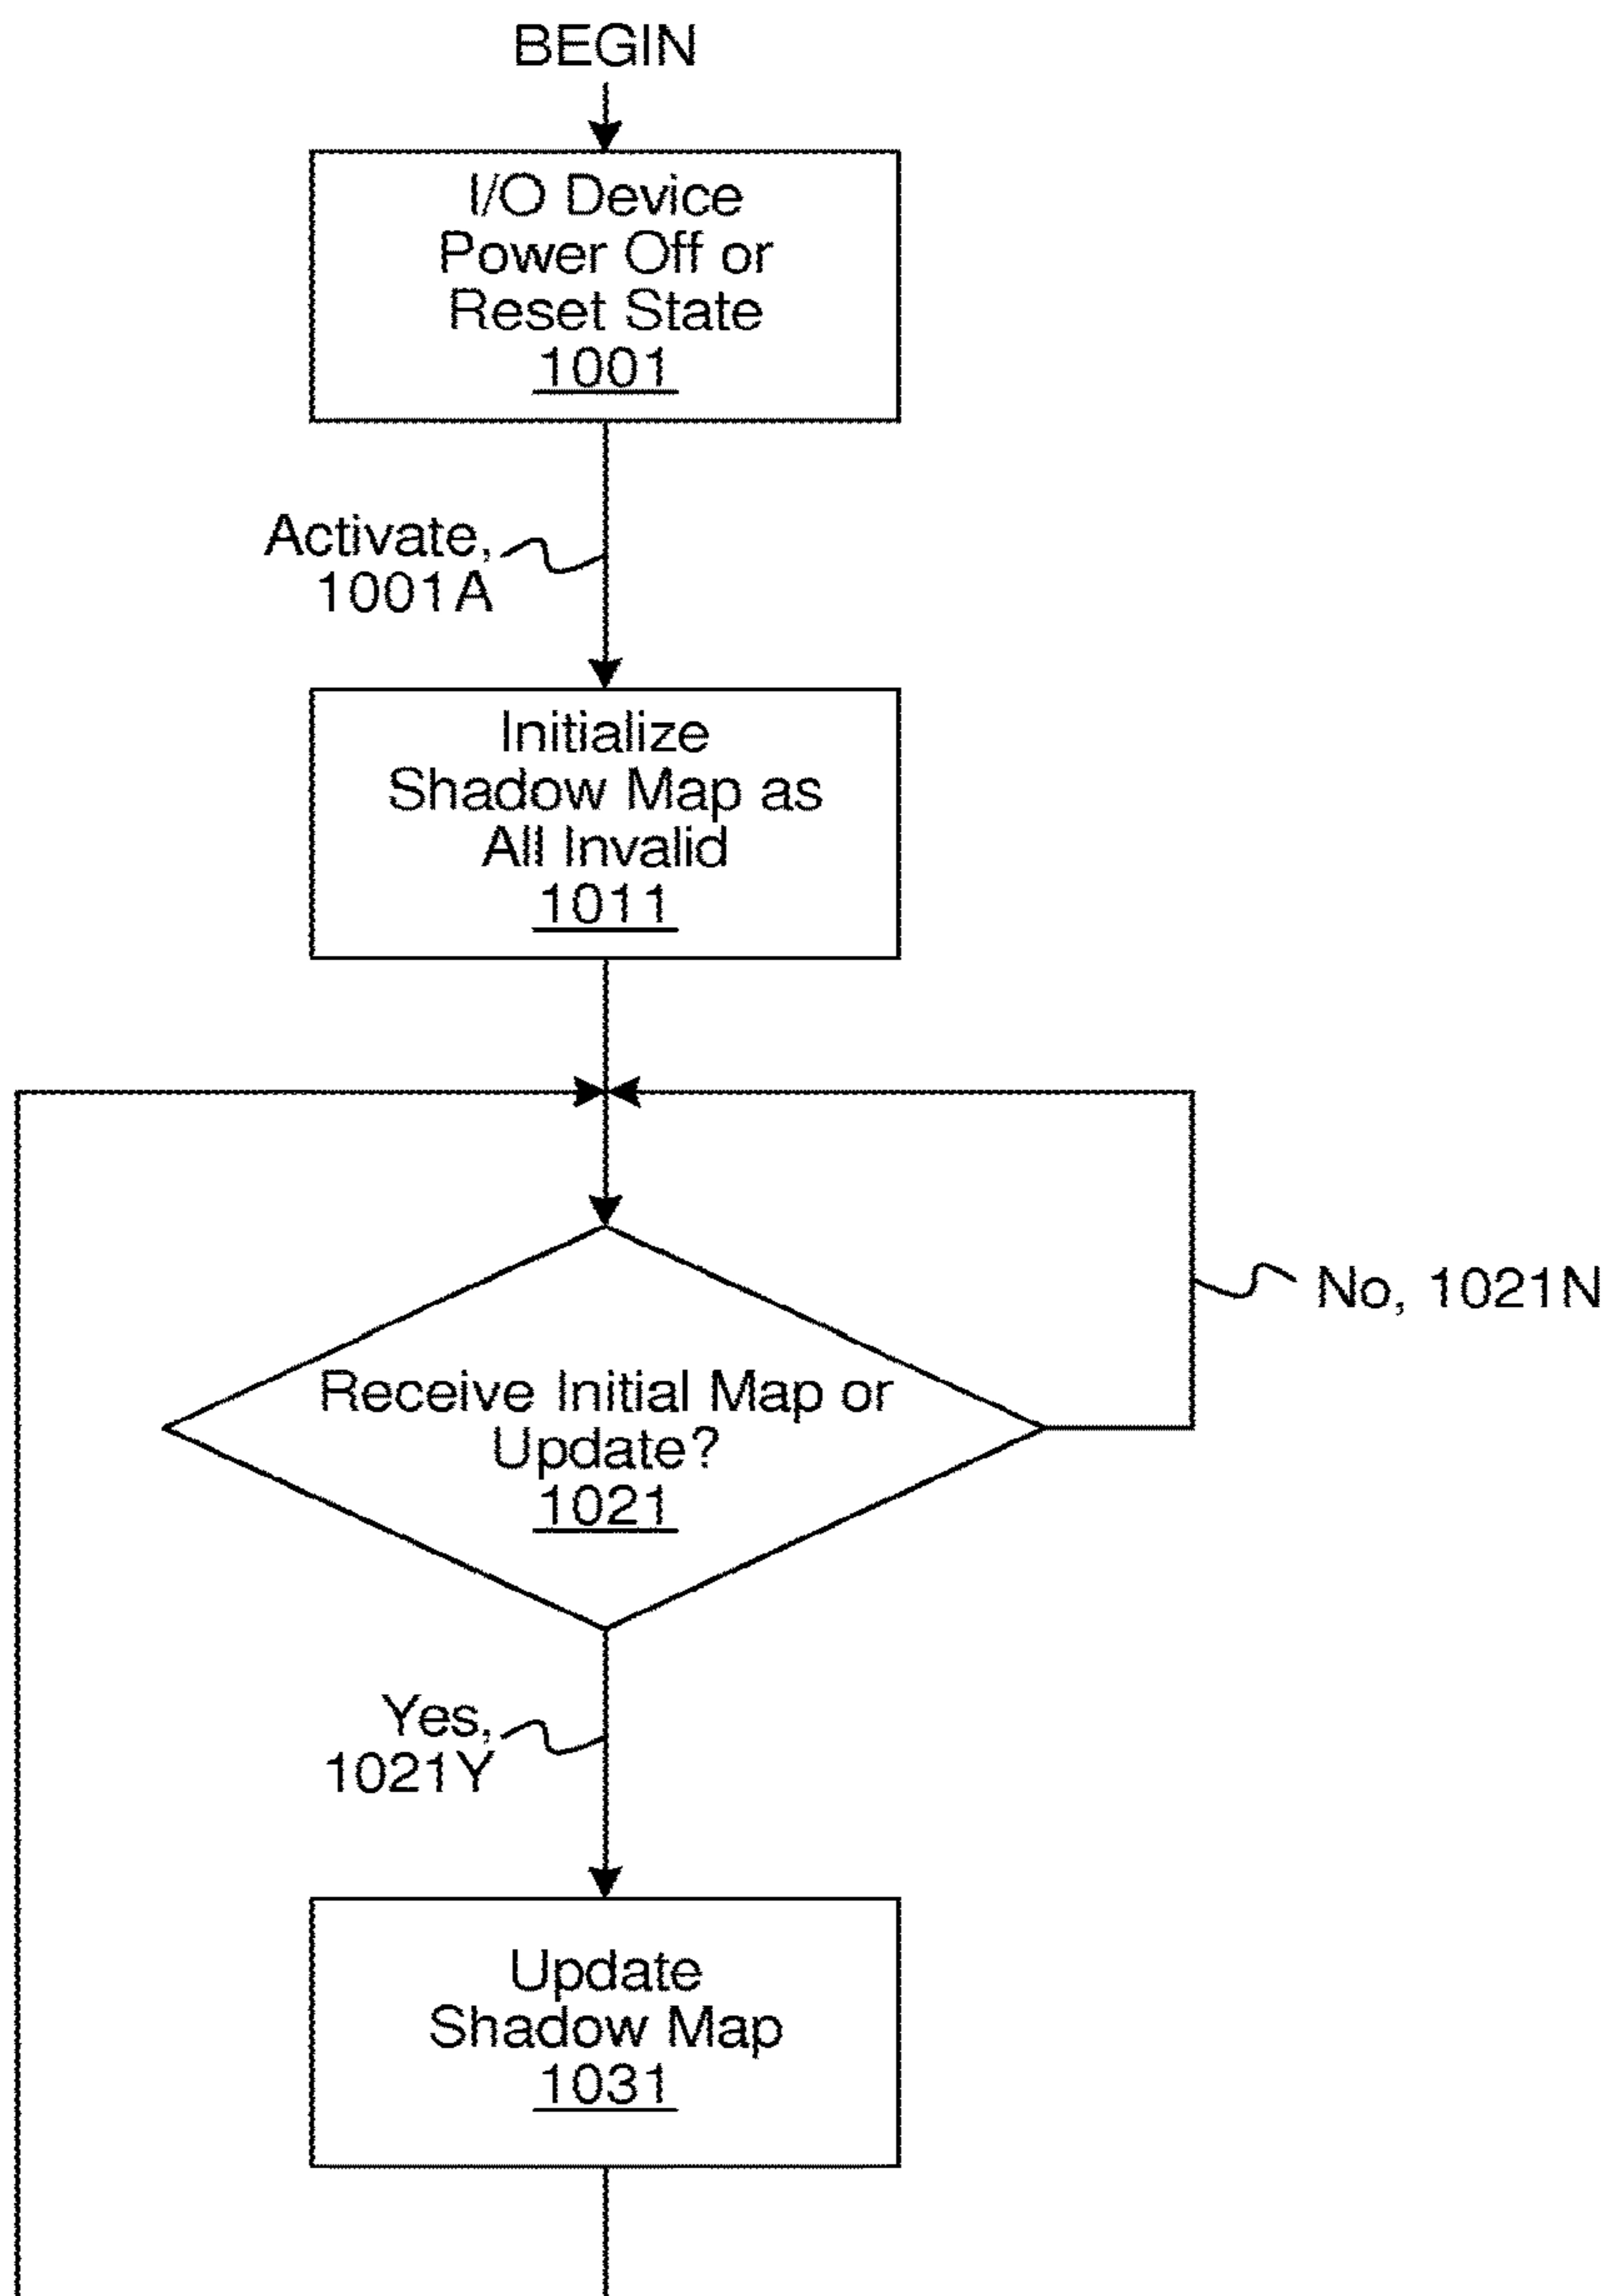 BEGIN
I/O Device
Power Off or
Reset State
1001
Activate,
1001A
Initialize
Shadow Map as
All Invalid
1011
No, 1021N
Receive Initial Map or
Update?
1021
Yes,
1021Y
Update
Shadow Map
1031